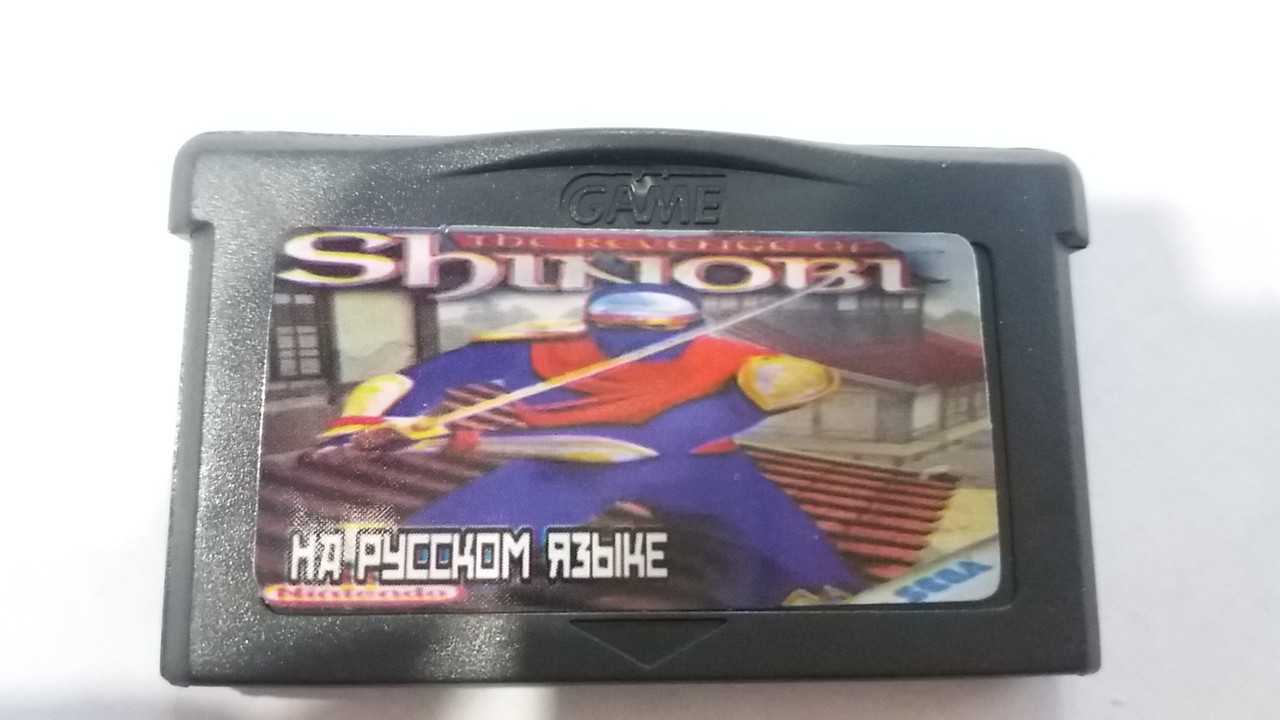 GAME
THE REVENGE OF
SHINOBI
НА РУССКОМ ЯЗЫКЕ
Nintendo
SEGA